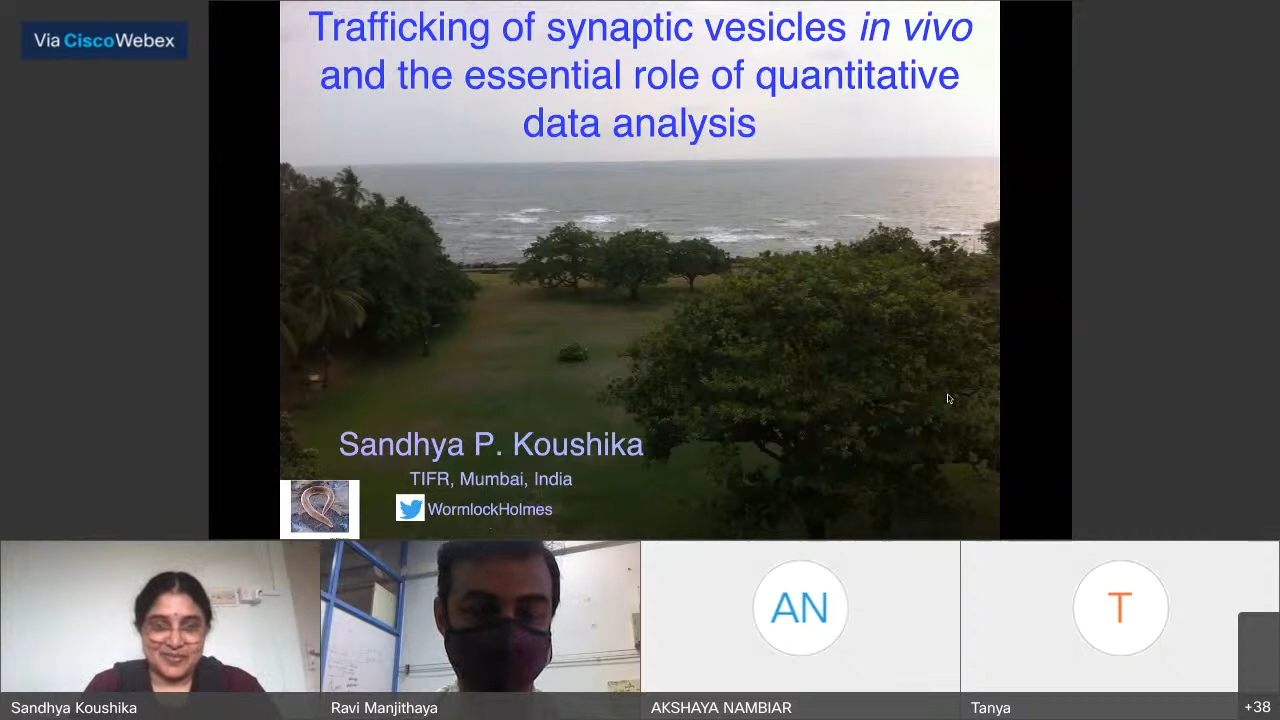 Via CiscoWebex
Trafficking of synaptic vesicles in vivo
and the essential role of quantitative
data analysis
Sandhya P. Koushika
TIFR, Mumbai, India
WormlockHolmes
AN
T
Sandhya Koushika
Ravi Manjithaya
AKSHAYA NAMBIAR
Tanya
+38